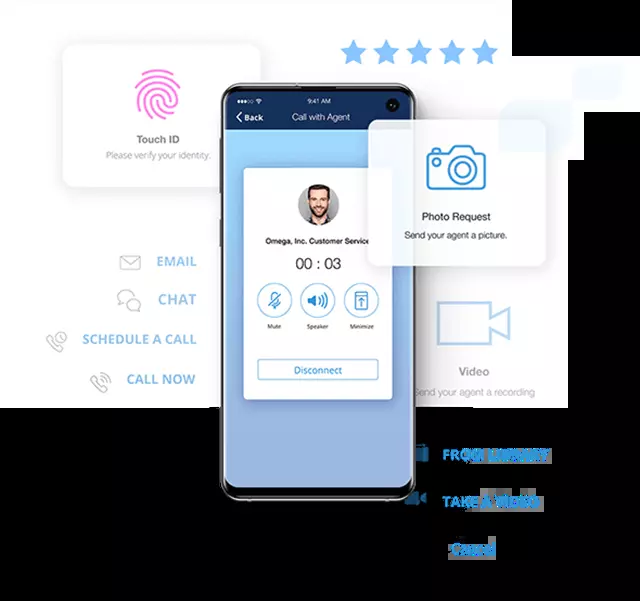 9:41 AM
Back
Call with Agent
Touch ID
Please verify your identity.
Photo Request
Send your agent a picture.
Omega, Inc. Customer Service
00 : 03
Mute
Speaker
Minimize
Disconnect
EMAIL
CHAT
SCHEDULE A CALL
CALL NOW
Video
Send your agent a recording
FROM LIBRARY
TAKE A VIDEO
Cancel